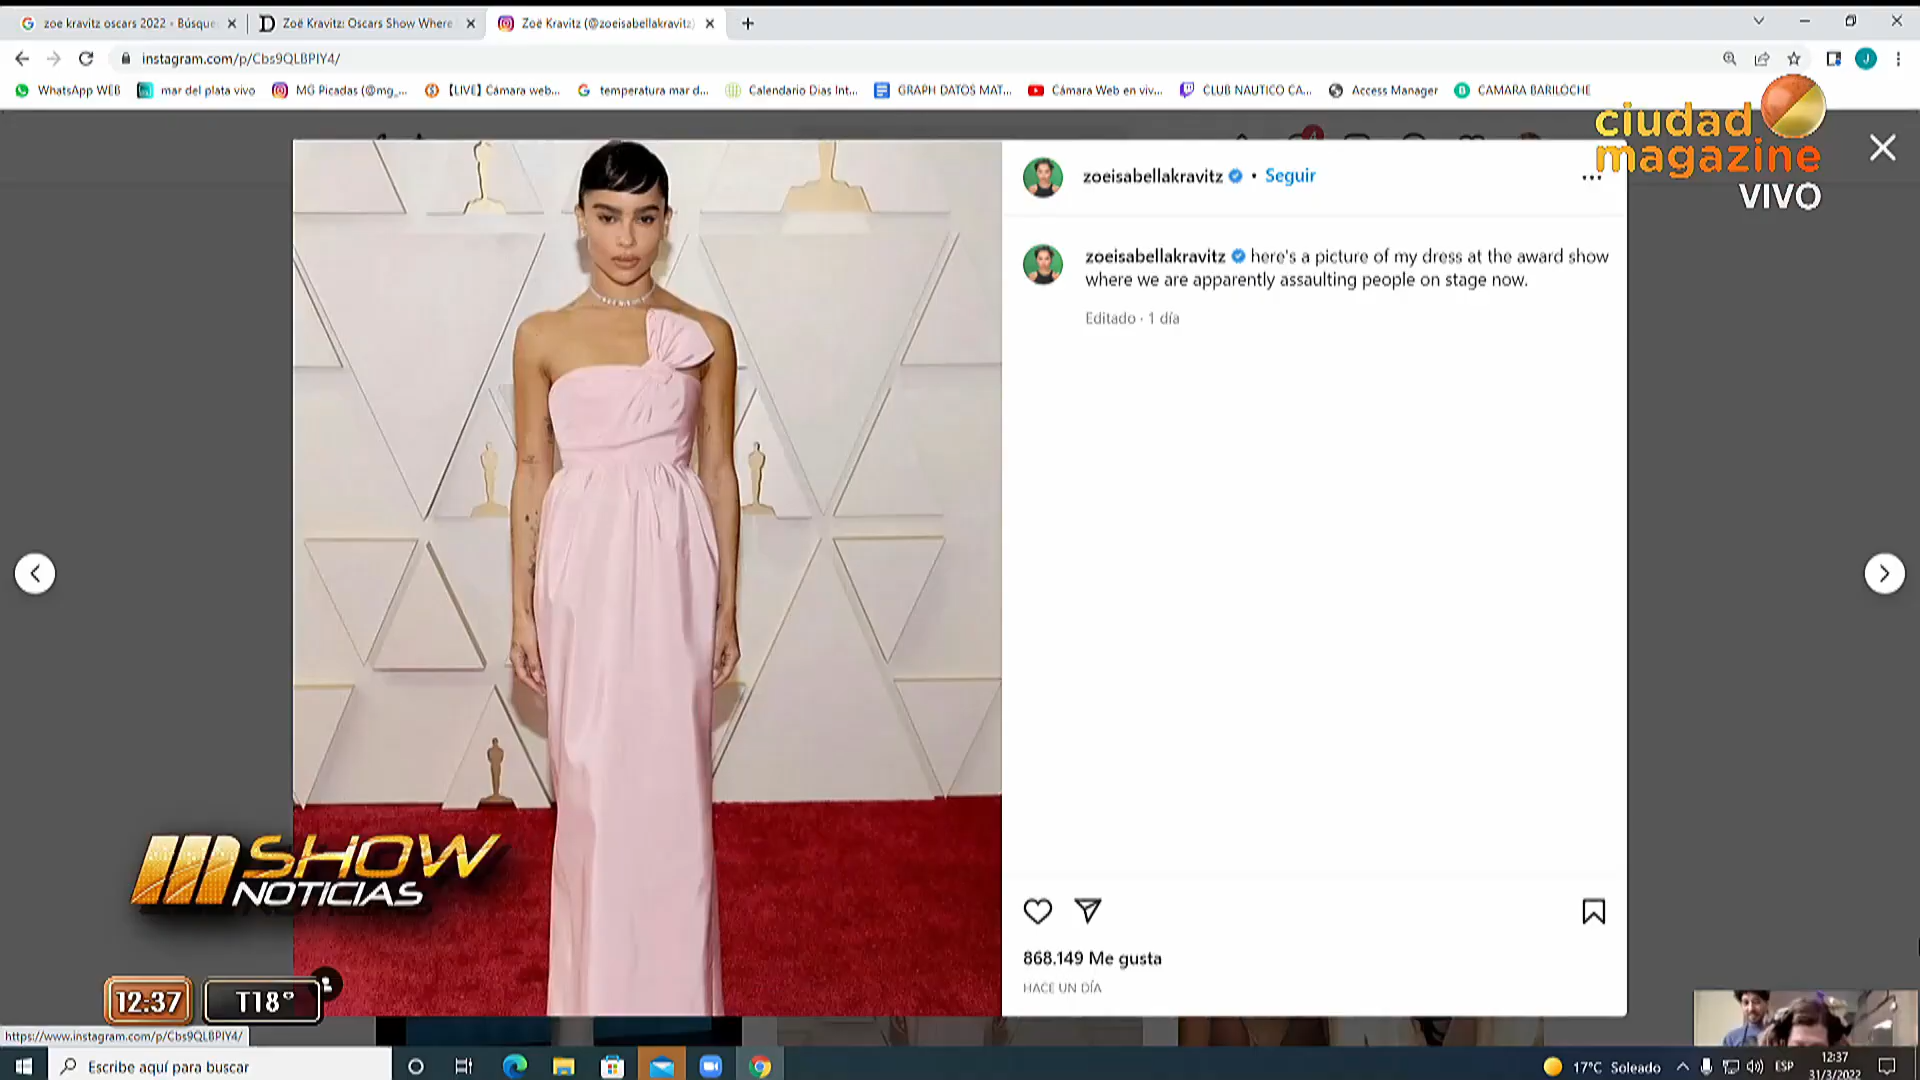 zoe kravitz oscars 2022 - Búsque
Zoë Kravitz: Oscars Show Where
Zoë Kravitz (@zoeisabellakravitz)
instagram.com/p/Cbs9QLBPIY4/
WhatsApp WEB
mar del plata vivo
MG Picadas (@mg_...
【LIVE】Cámara web...
temperatura mar d...
Calendario Dias Int...
GRAPH DATOS MAT...
Cámara Web en viv...
CLUB NAUTICO CA...
Access Manager
CAMARA BARILOCHE
ciudad
magazine
VIVO
zoeisabellakravitz • Seguir
zoeisabellakravitz here's a picture of my dress at the award show
where we are apparently assaulting people on stage now.
Editado · 1 día
868.149 Me gusta
HACE UN DÍA
SHOW
NOTICIAS
12:37
T18°
https://www.instagram.com/p/Cbs9QLBPIY4/
Escribe aquí para buscar
17°C Soleado
ESP
12:37
31/3/2022